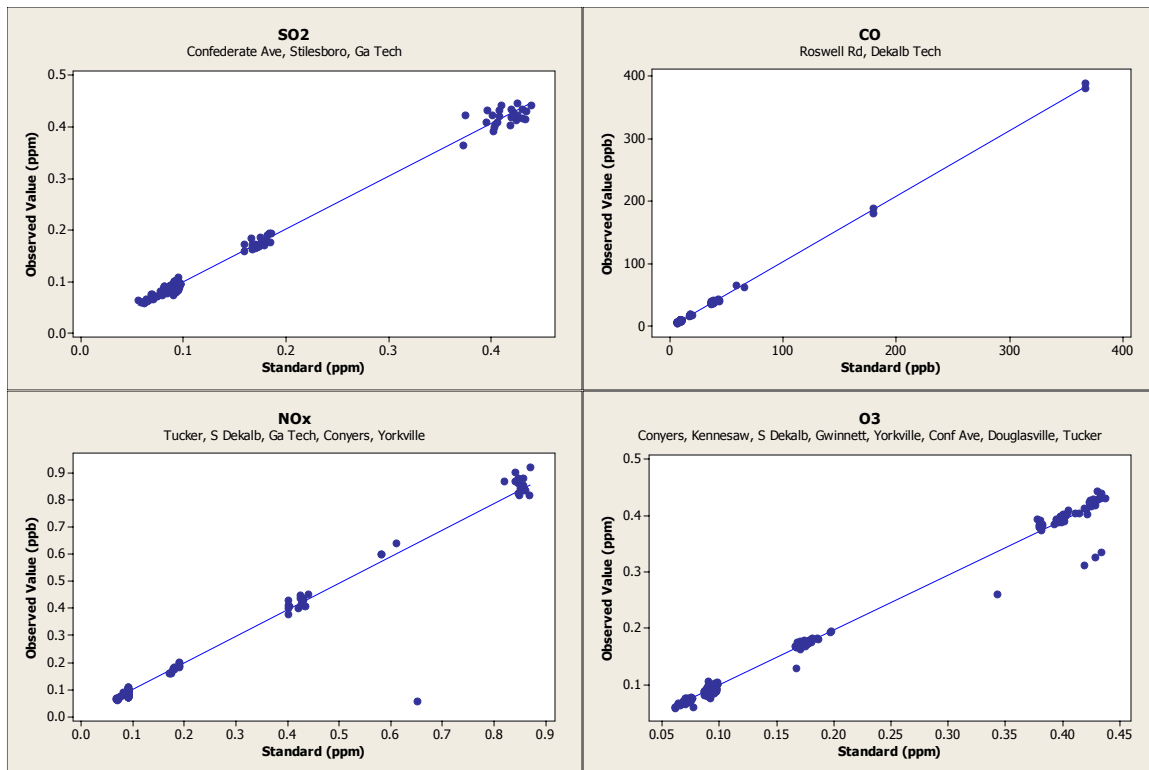 SO2
Confederate Ave, Stilesboro, Ga Tech
0.5
0.4
0.3
0.2
0.1
0.0
Observed Value (ppm)
0.0 0.1 0.2 0.3 0.4
Standard (ppm)
CO
Roswell Rd, Dekalb Tech
400
300
200
100
0
Observed Value (ppb)
0 100 200 300 400
Standard (ppb)
NOx
Tucker, S Dekalb, Ga Tech, Conyers, Yorkville
0.9
0.8
0.7
0.6
0.5
0.4
0.3
0.2
0.1
0.0
Observed Value (ppb)
0.0 0.1 0.2 0.3 0.4 0.5 0.6 0.7 0.8 0.9
Standard (ppm)
O3
Conyers, Kennesaw, S Dekalb, Gwinnett, Yorkville, Conf Ave, Douglasville, Tucker
0.5
0.4
0.3
0.2
0.1
Observed Value (ppm)
0.05 0.10 0.15 0.20 0.25 0.30 0.35 0.40 0.45
Standard (ppm)